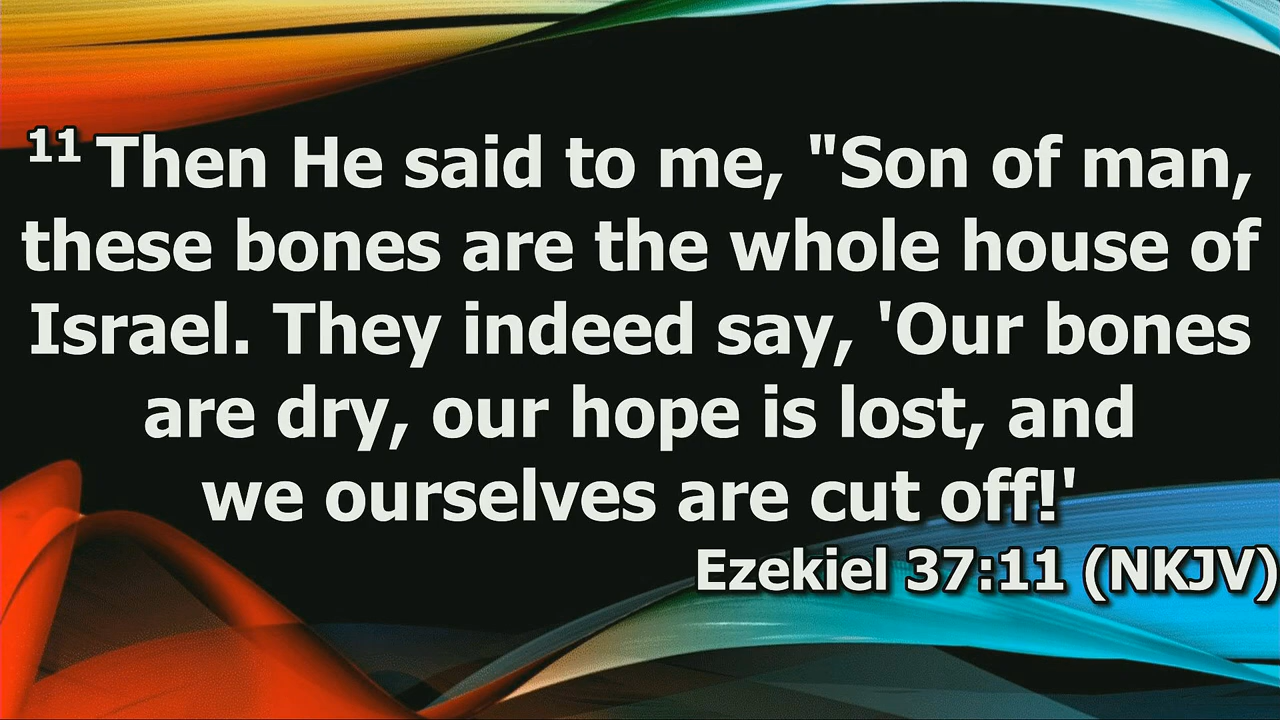 11 Then He said to me, "Son of man,
these bones are the whole house of
Israel. They indeed say, 'Our bones
are dry, our hope is lost, and
we ourselves are cut off!'
Ezekiel 37:11 (NKJV)